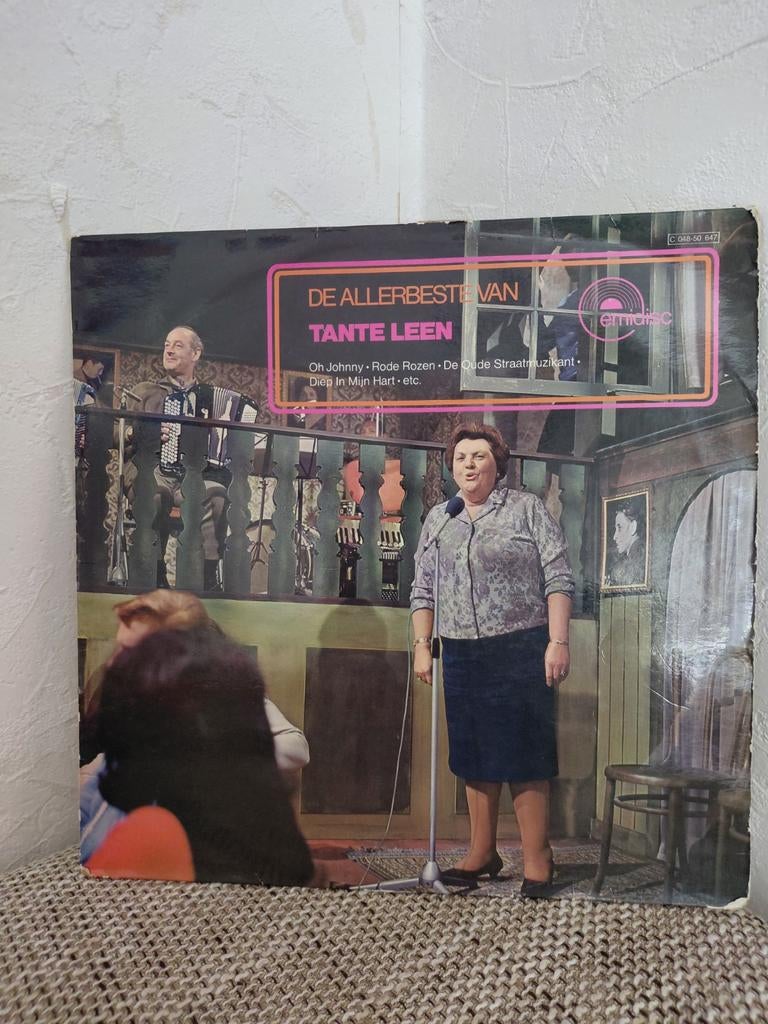 C 048-50 647
DE ALLERBESTE VAN
TANTE LEEN
emidisc
Oh Johnny • Rode Rozen • De Oude Straatmuzikant •
Diep In Mijn Hart • etc.